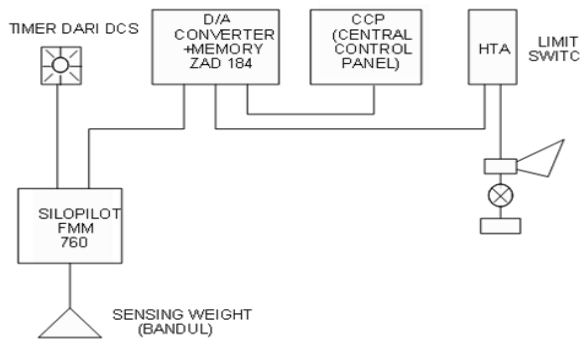 TIMER DARI DCS
D/A
CONVERTER
+MEMORY
ZAD 184
CCP
(CENTRAL
CONTROL
PANEL)
HTA
LIMIT
SWITC
SILOPILOT
FMM
760
SENSING WEIGHT
(BANDUL)